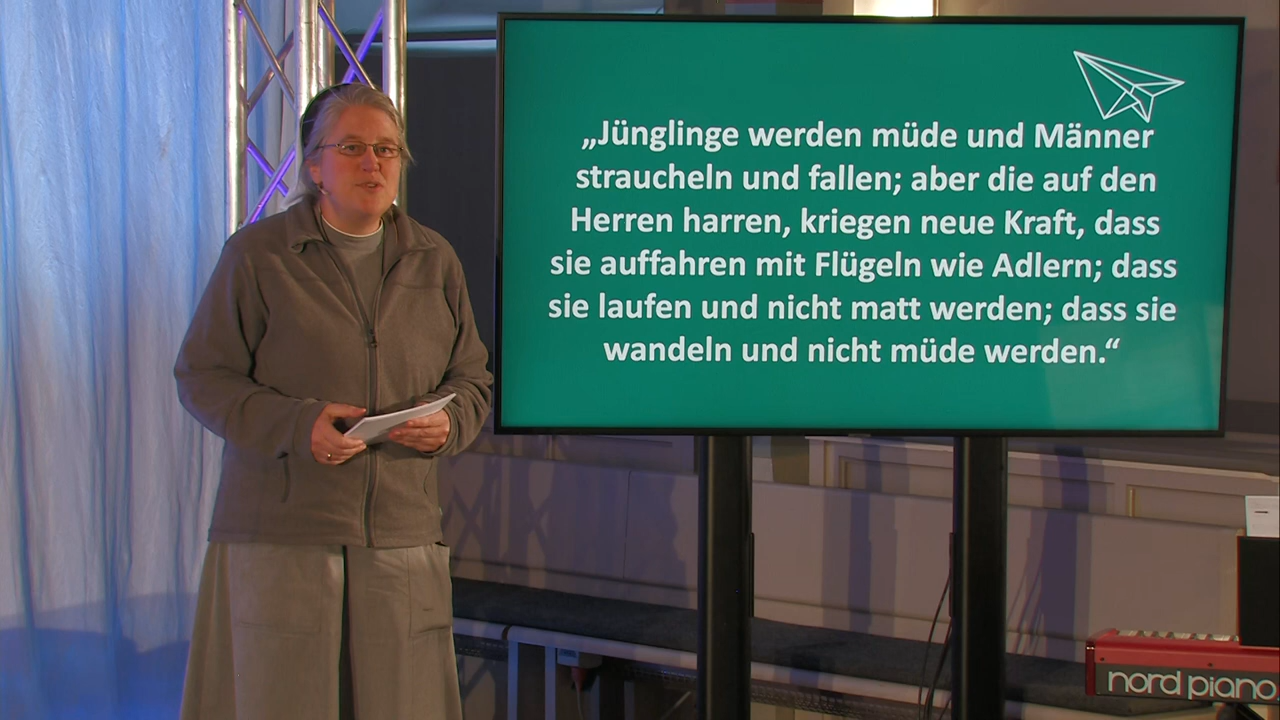 „Jünglinge werden müde und Männer
straucheln und fallen; aber die auf den
Herren harren, kriegen neue Kraft, dass
sie auffahren mit Flügeln wie Adlern; dass
sie laufen und nicht matt werden; dass sie
wandeln und nicht müde werden.“
nord piano